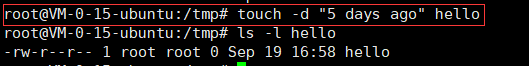 root@VM-0-15-ubuntu:/tmp# touch -d "5 days ago" hello
root@VM-0-15-ubuntu:/tmp# ls -l hello
-rw-r--r-- 1 root root 0 Sep 19 16:58 hello